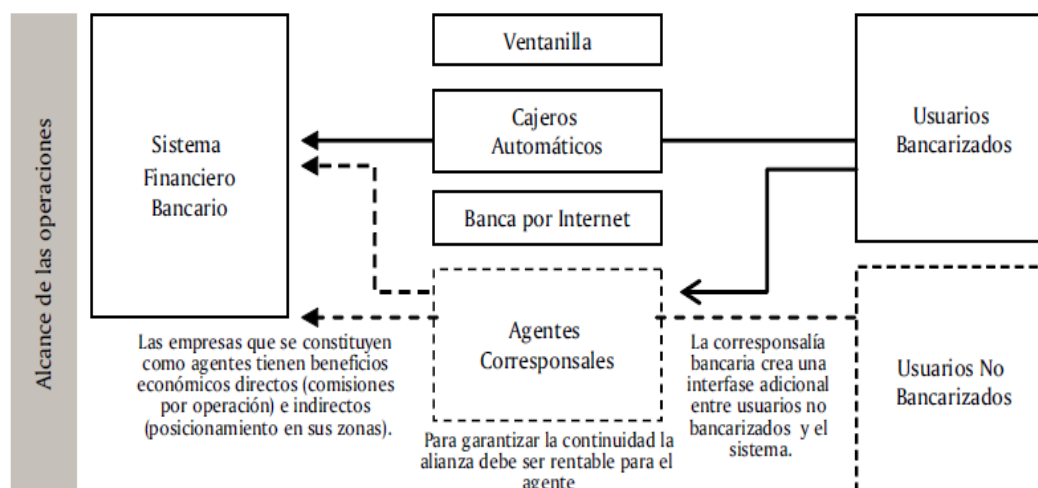 Alcance de las operaciones
Sistema
Financiero
Bancario
Ventanilla
Cajeros
Automáticos
Banca por Internet
Agentes
Corresponsales
Usuarios
Bancarizados
Usuarios No
Bancarizados
Las empresas que se constituyen
como agentes tienen beneficios
económicos directos (comisiones
por operación) e indirectos
(posicionamiento en sus zonas).
Para garantizar la continuidad la
alianza debe ser rentable para el
agente
La corresponsalía
bancaria crea una
interfase adicional
entre usuarios no
bancarizados y el
sistema.